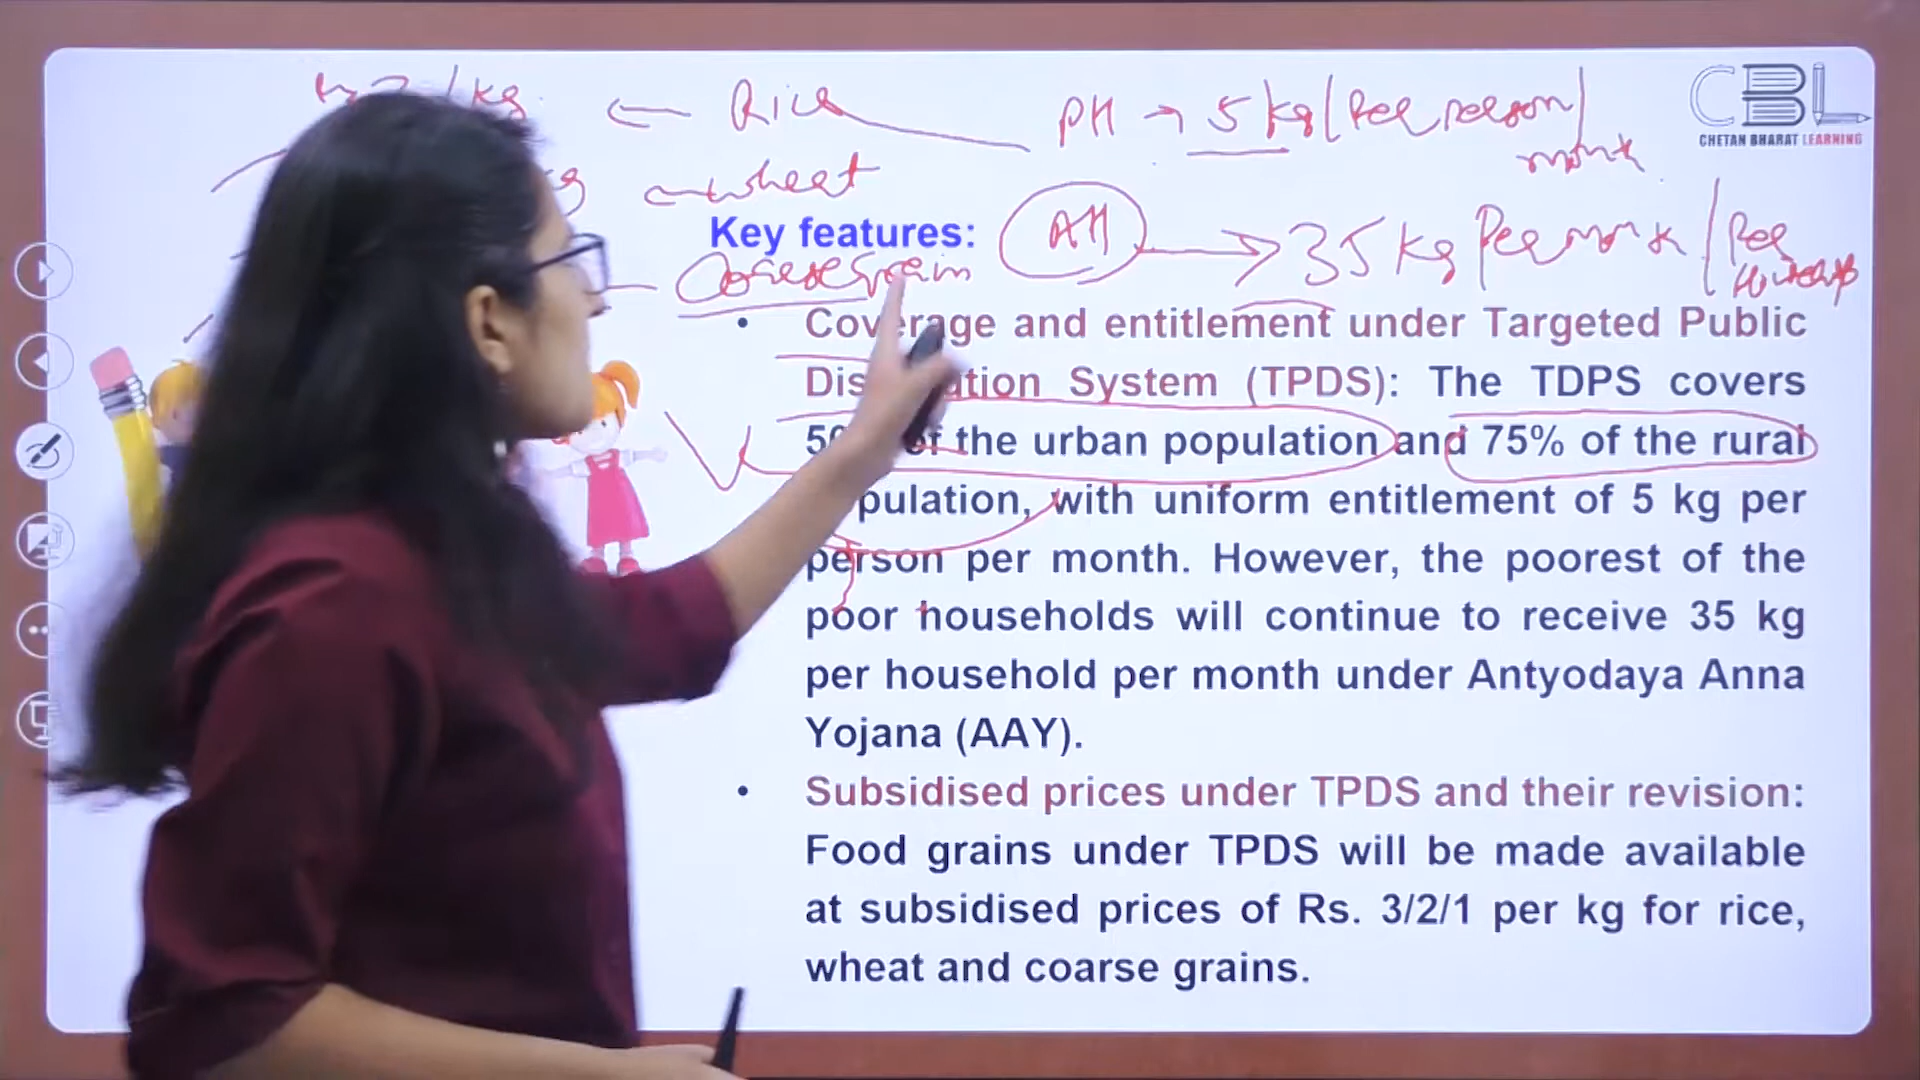 /kg ← Rice
PH → 5 kg/Per person/
month
CBL
CHETAN BHARAT LEARNING
← wheat
Key features:
AH → 35 kg Per month / Per
Household
Coarse Grain
• Coverage and entitlement under Targeted Public
System (TPDS): The TDPS covers
the urban population and 75% of the rural
with uniform entitlement of 5 kg per
person per month. However, the poorest of the
poor households will continue to receive 35 kg
per household per month under Antyodaya Anna
Yojana (AAY).
• Subsidised prices under TPDS and their revision:
Food grains under TPDS will be made available
at subsidised prices of Rs. 3/2/1 per kg for rice,
wheat and coarse grains.